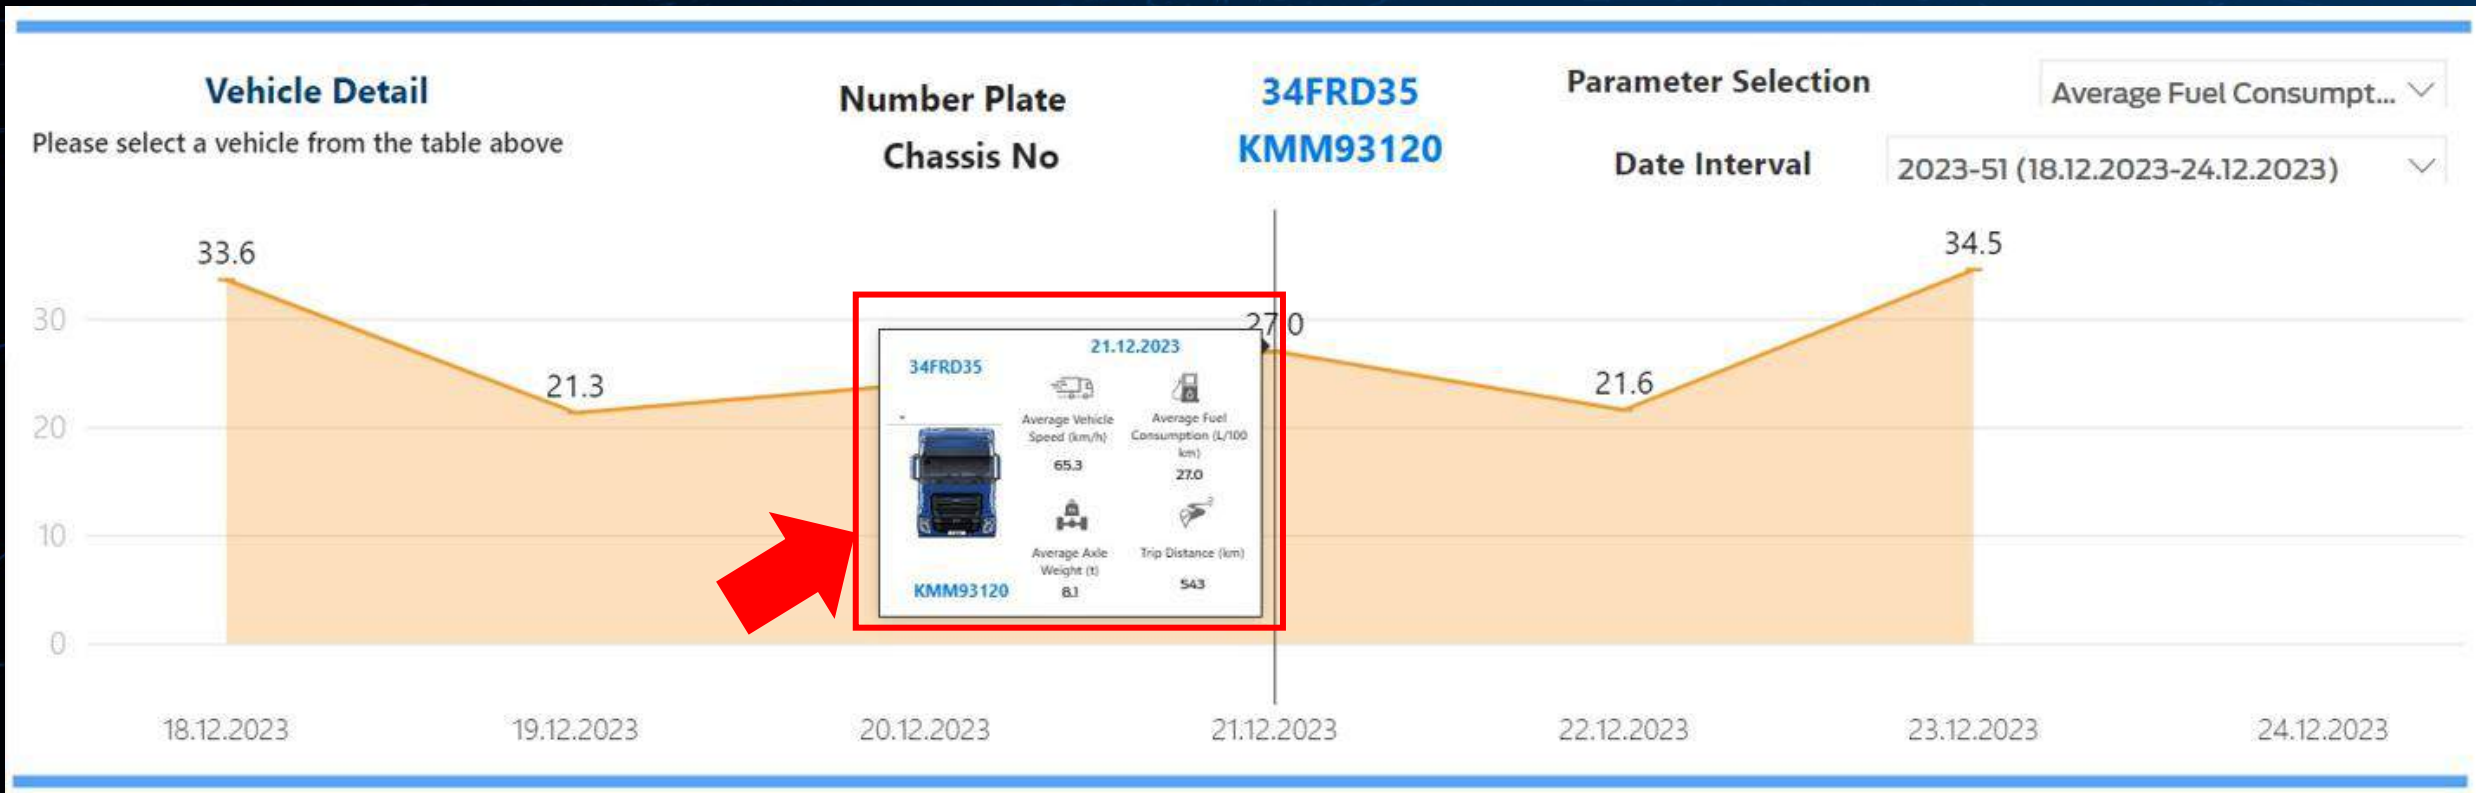 Vehicle Detail
Please select a vehicle from the table above
Number Plate
34FRD35
Chassis No
KMM93120
Parameter Selection
Average Fuel Consumpt...
Date Interval
2023-51 (18.12.2023-24.12.2023)
33.6
21.3
27.0
21.6
34.5
30
20
10
0
21.12.2023
34FRD35
Average Vehicle
Speed (km/h)
65.3
Average Fuel
Consumption (L/100
km)
27.0
Average Axle
Weight (t)
8.1
Trip Distance (km)
543
KMM93120
18.12.2023
19.12.2023
20.12.2023
21.12.2023
22.12.2023
23.12.2023
24.12.2023